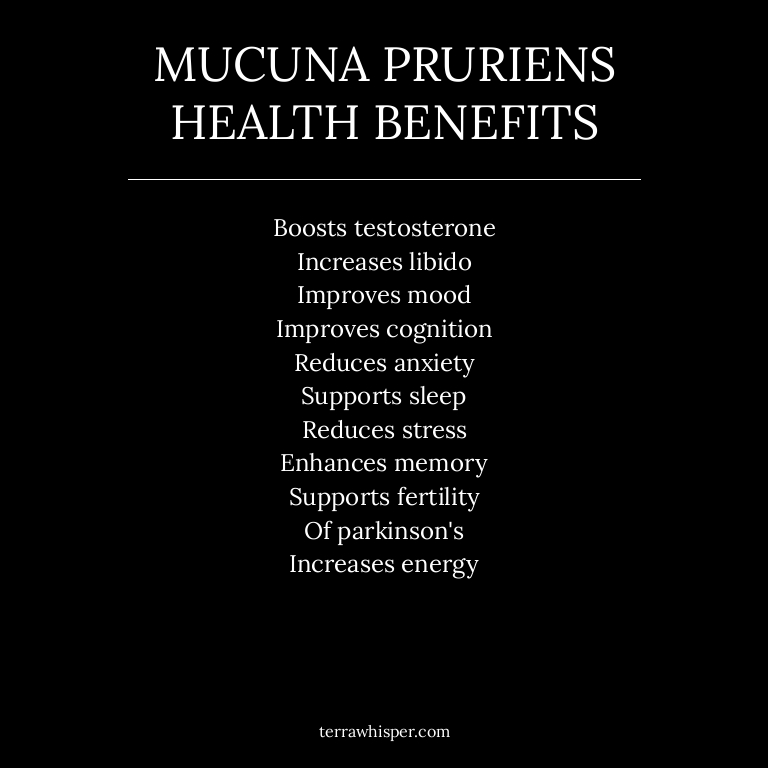 MUCUNA PRURIENS
HEALTH BENEFITS
Boosts testosterone
Increases libido
Improves mood
Improves cognition
Reduces anxiety
Supports sleep
Reduces stress
Enhances memory
Supports fertility
Of parkinson's
Increases energy
terrawhisper.com